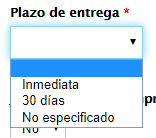 Plazo de entrega *
Inmediata
30 días
No especificado
No